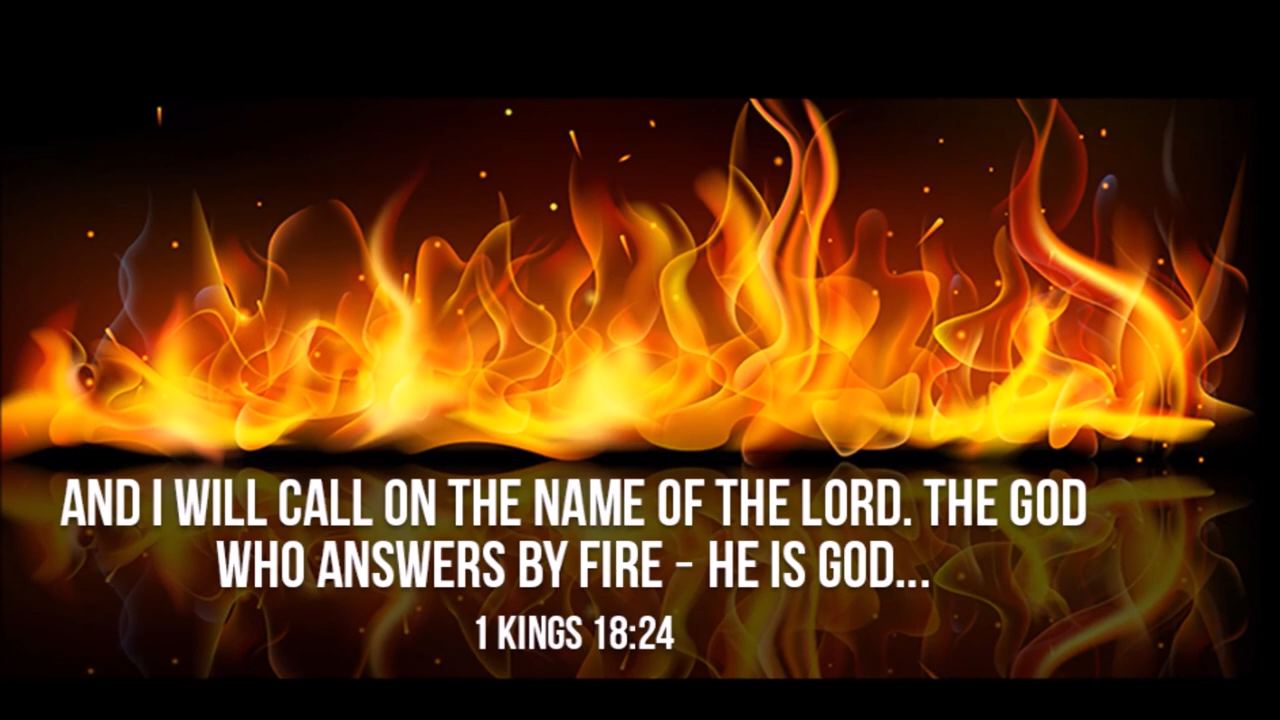 AND I WILL CALL ON THE NAME OF THE LORD. THE GOD
WHO ANSWERS BY FIRE - HE IS GOD...
1 KINGS 18:24